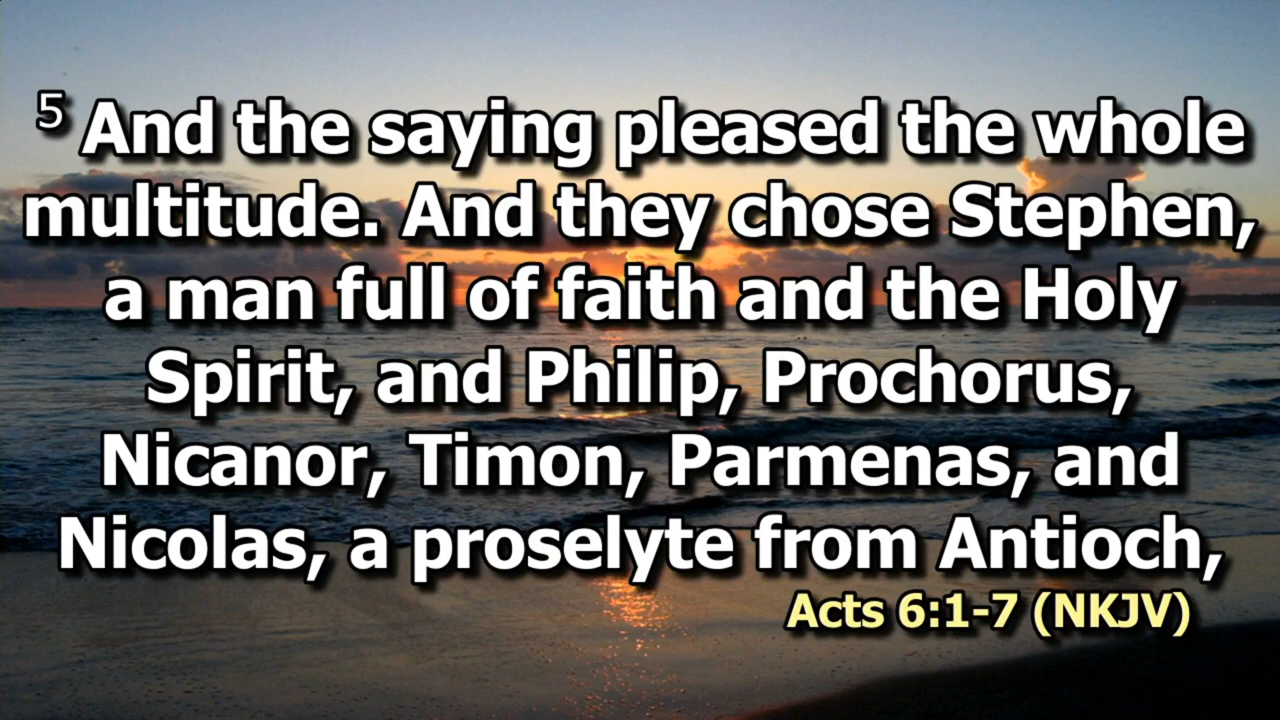 5 And the saying pleased the whole
multitude. And they chose Stephen,
a man full of faith and the Holy
Spirit, and Philip, Prochorus,
Nicanor, Timon, Parmenas, and
Nicolas, a proselyte from Antioch,
Acts 6:1-7 (NKJV)